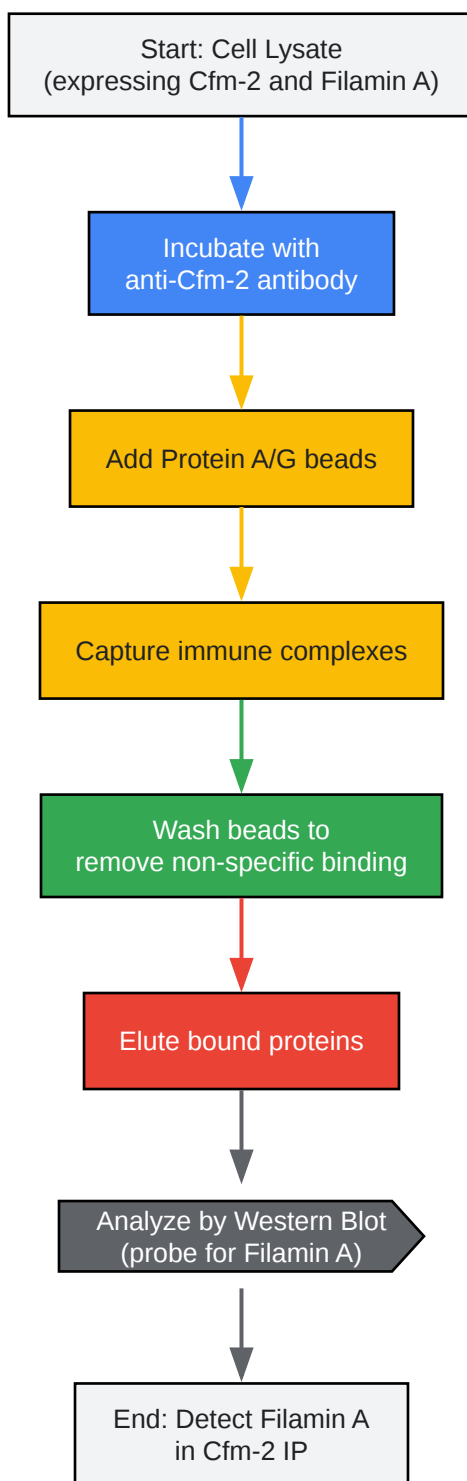 Start: Cell Lysate
(expressing Cfm-2 and Filamin A)
Incubate with
anti-Cfm-2 antibody
Add Protein A/G beads
Capture immune complexes
Wash beads to
remove non-specific binding
Elute bound proteins
Analyze by Western Blot
(probe for Filamin A)
End: Detect Filamin A
in Cfm-2 IP